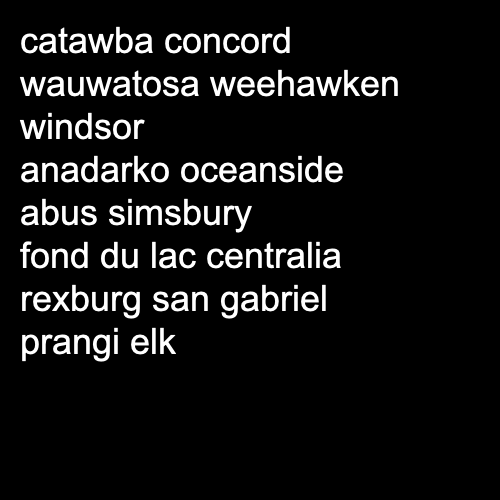 catawba concord
wauwatosa weehawken
windsor
anadarko oceanside
abus simsbury
fond du lac centralia
rexburg san gabriel
prangi elk